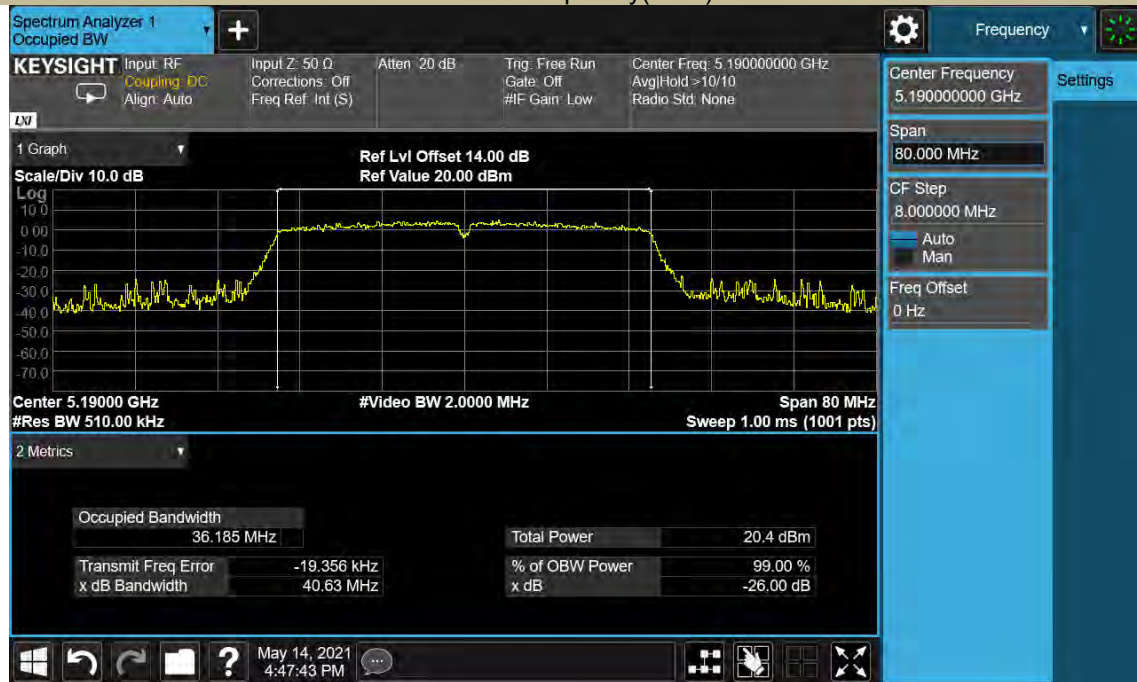 Spectrum Analyzer 1
Occupied BW
+
Frequency
KEYSIGHT
Input: RF
Coupling: DC
Align: Auto
Input Z: 50 Ω
Corrections: Off
Freq Ref: Int (S)
Atten: 20 dB
Trig: Free Run
Gate: Off
#IF Gain: Low
Center Freq: 5.190000000 GHz
Avg|Hold >10/10
Radio Std: None
LXI
Center Frequency
5.190000000 GHz
Settings
Span
80.000 MHz
CF Step
8.000000 MHz
Auto
Man
Freq Offset
0 Hz
1 Graph
Scale/Div 10.0 dB
Ref Lvl Offset 14.00 dB
Ref Value 20.00 dBm
Log
10.0
0.00
-10.0
-20.0
-30.0
-40.0
-50.0
-60.0
-70.0
Center 5.19000 GHz
#Video BW 2.0000 MHz
Span 80 MHz
#Res BW 510.00 kHz
Sweep 1.00 ms (1001 pts)
2 Metrics
Occupied Bandwidth
36.185 MHz
Total Power 20.4 dBm
Transmit Freq Error -19.356 kHz
% of OBW Power 99.00 %
x dB Bandwidth 40.63 MHz
x dB -26.00 dB
?
May 14, 2021
4:47:43 PM